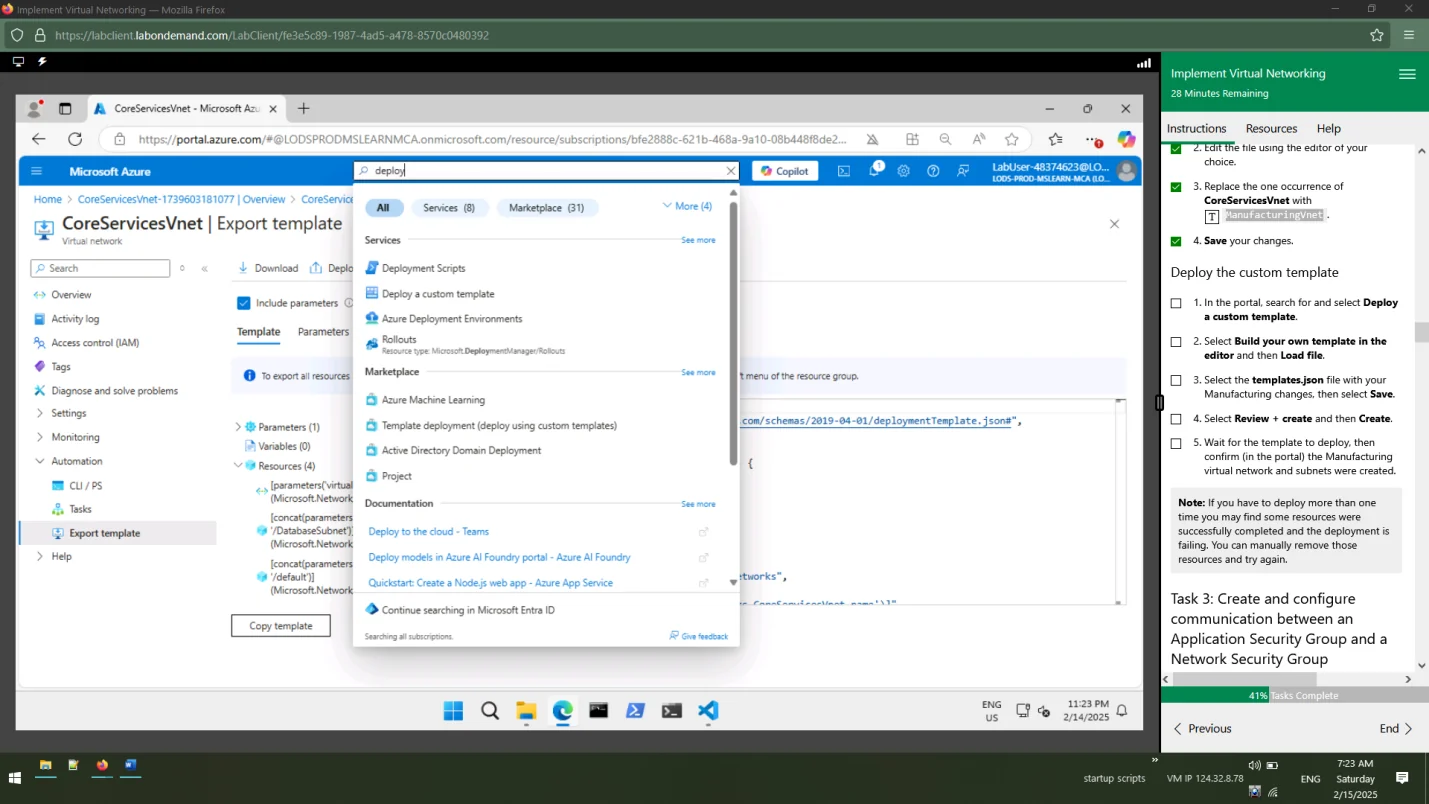 Implement Virtual Networking — Mozilla Firefox
https://labclient.labondemand.com/LabClient/fe3e5c89-1987-4ad5-a478-8570c0480392
CoreServicesVnet - Microsoft Azu
https://portal.azure.com/#@LODSPRODMSLEARNMCA.onmicrosoft.com/resource/subscriptions/bfe2888c-621b-468a-9a10-08b448f8de2...
Microsoft Azure
deploy
Copilot
1
LabUser-48374623@LO...
LODS-PROD-MSLEARN-MCA (LO...
Home > CoreServicesVnet-1739603181077 | Overview > CoreService
CoreServicesVnet | Export template
Virtual network
Search
Overview
Activity log
Access control (IAM)
Tags
Diagnose and solve problems
Settings
Monitoring
Automation
CLI / PS
Tasks
Export template
Help
Download
Deplo
Include parameters
Template
Parameters
To export all resources
t menu of the resource group.
Parameters (1)
Variables (0)
Resources (4)
[parameters('virtual
(Microsoft.Network
[concat(parameters
'/DatabaseSubnet')]
(Microsoft.Network
[concat(parameters
'/default')]
(Microsoft.Network
.com/schemas/2019-04-01/deploymentTemplate.json#",
{
tworks",
s_CoreServicesVnet_name')]"
Copy template
All
Services (8)
Marketplace (31)
More (4)
Services
See more
Deployment Scripts
Deploy a custom template
Azure Deployment Environments
Rollouts
Resource type: Microsoft.DeploymentManager/Rollouts
Marketplace
See more
Azure Machine Learning
Template deployment (deploy using custom templates)
Active Directory Domain Deployment
Project
Documentation
See more
Deploy to the cloud - Teams
Deploy models in Azure AI Foundry portal - Azure AI Foundry
Quickstart: Create a Node.js web app - Azure App Service
Continue searching in Microsoft Entra ID
Searching all subscriptions.
Give feedback
ENG
US
11:23 PM
2/14/2025
Implement Virtual Networking
28 Minutes Remaining
Instructions
Resources
Help
2. Edit the file using the editor of your
choice.
3. Replace the one occurrence of
CoreServicesVnet with
T ManufacturingVnet .
4. Save your changes.
Deploy the custom template
1. In the portal, search for and select Deploy
a custom template.
2. Select Build your own template in the
editor and then Load file.
3. Select the templates.json file with your
Manufacturing changes, then select Save.
4. Select Review + create and then Create.
5. Wait for the template to deploy, then
confirm (in the portal) the Manufacturing
virtual network and subnets were created.
Note: If you have to deploy more than one
time you may find some resources were
successfully completed and the deployment is
failing. You can manually remove those
resources and try again.
Task 3: Create and configure
communication between an
Application Security Group and a
Network Security Group
41% Tasks Complete
Previous
End
startup scripts
VM IP 124.32.8.78
ENG
7:23 AM
Saturday
2/15/2025